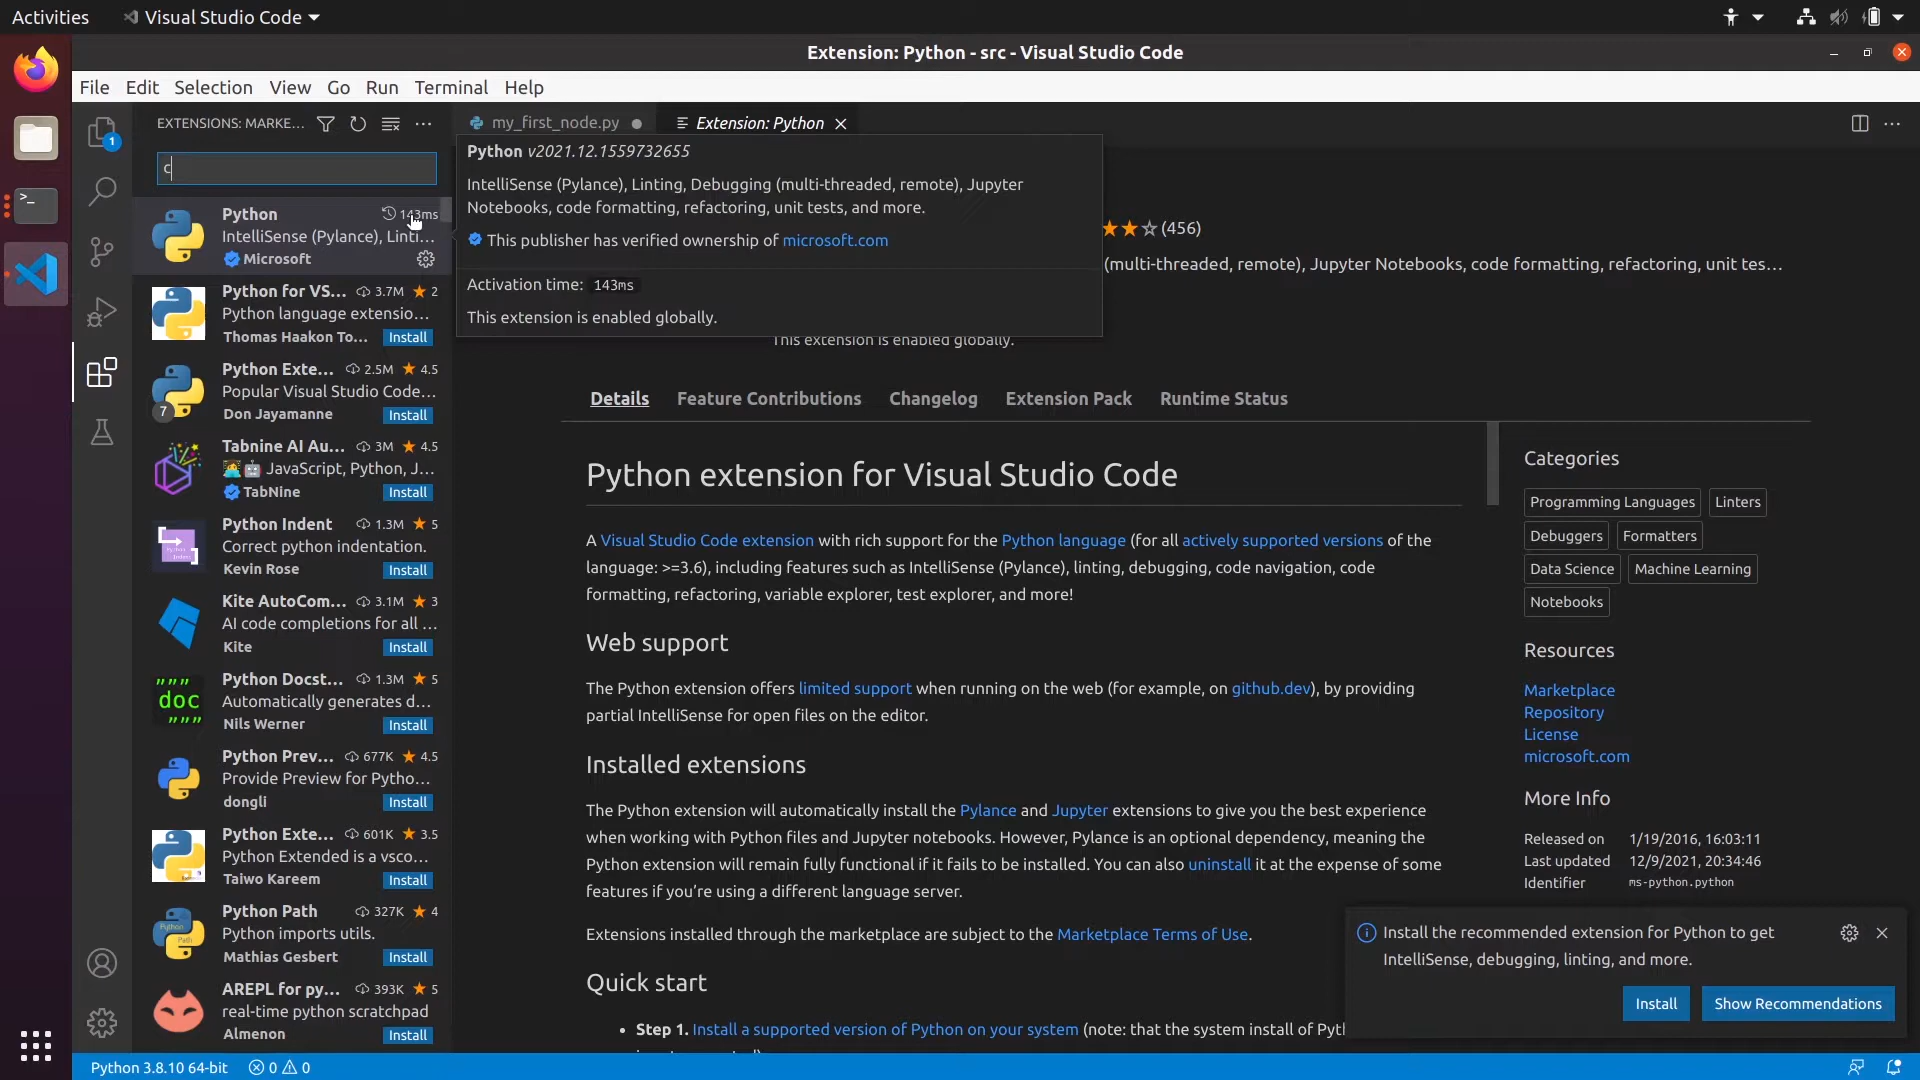 Activities
Visual Studio Code
Extension: Python - src - Visual Studio Code
File Edit Selection View Go Run Terminal Help
1
EXTENSIONS: MARKE...
my_first_node.py
Extension: Python
c
Python 143ms
IntelliSense (Pylance), Linti...
Microsoft
Python for VS... 3.7M 2
Python language extensio...
Thomas Haakon To... Install
Python Exte... 2.5M 4.5
Popular Visual Studio Code...
7
Don Jayamanne Install
Tabnine AI Au... 3M 4.5
JavaScript, Python, J...
TabNine Install
Python Indent 1.3M 5
Correct python indentation.
Kevin Rose Install
Kite AutoCom... 3.1M 3
AI code completions for all ...
Kite Install
Python Docst... 1.3M 5
""" doc """
Automatically generates d...
Nils Werner Install
Python Prev... 677K 4.5
Provide Preview for Pytho...
dongli Install
Python Exte... 601K 3.5
Python Extended is a vsco...
Taiwo Kareem Install
Python Path 327K 4
Python imports utils.
Mathias Gesbert Install
AREPL for py... 393K 5
real-time python scratchpad
Almenon Install
Python v2021.12.1559732655
IntelliSense (Pylance), Linting, Debugging (multi-threaded, remote), Jupyter
Notebooks, code formatting, refactoring, unit tests, and more.
This publisher has verified ownership of microsoft.com
Activation time: 143ms
This extension is enabled globally.
(456)
(multi-threaded, remote), Jupyter Notebooks, code formatting, refactoring, unit tes...
This extension is enabled globally.
Details Feature Contributions Changelog Extension Pack Runtime Status
Python extension for Visual Studio Code
A Visual Studio Code extension with rich support for the Python language (for all actively supported versions of the
language: >=3.6), including features such as IntelliSense (Pylance), linting, debugging, code navigation, code
formatting, refactoring, variable explorer, test explorer, and more!
Web support
The Python extension offers limited support when running on the web (for example, on github.dev), by providing
partial IntelliSense for open files on the editor.
Installed extensions
The Python extension will automatically install the Pylance and Jupyter extensions to give you the best experience
when working with Python files and Jupyter notebooks. However, Pylance is an optional dependency, meaning the
Python extension will remain fully functional if it fails to be installed. You can also uninstall it at the expense of some
features if you're using a different language server.
Extensions installed through the marketplace are subject to the Marketplace Terms of Use.
Quick start
• Step 1. Install a supported version of Python on your system (note: that the system install of Pyth
Categories
Programming Languages Linters
Debuggers Formatters
Data Science Machine Learning
Notebooks
Resources
Marketplace
Repository
License
microsoft.com
More Info
Released on 1/19/2016, 16:03:11
Last updated 12/9/2021, 20:34:46
Identifier ms-python.python
Install the recommended extension for Python to get
IntelliSense, debugging, linting, and more.
Install Show Recommendations
Python 3.8.10 64-bit 0 0